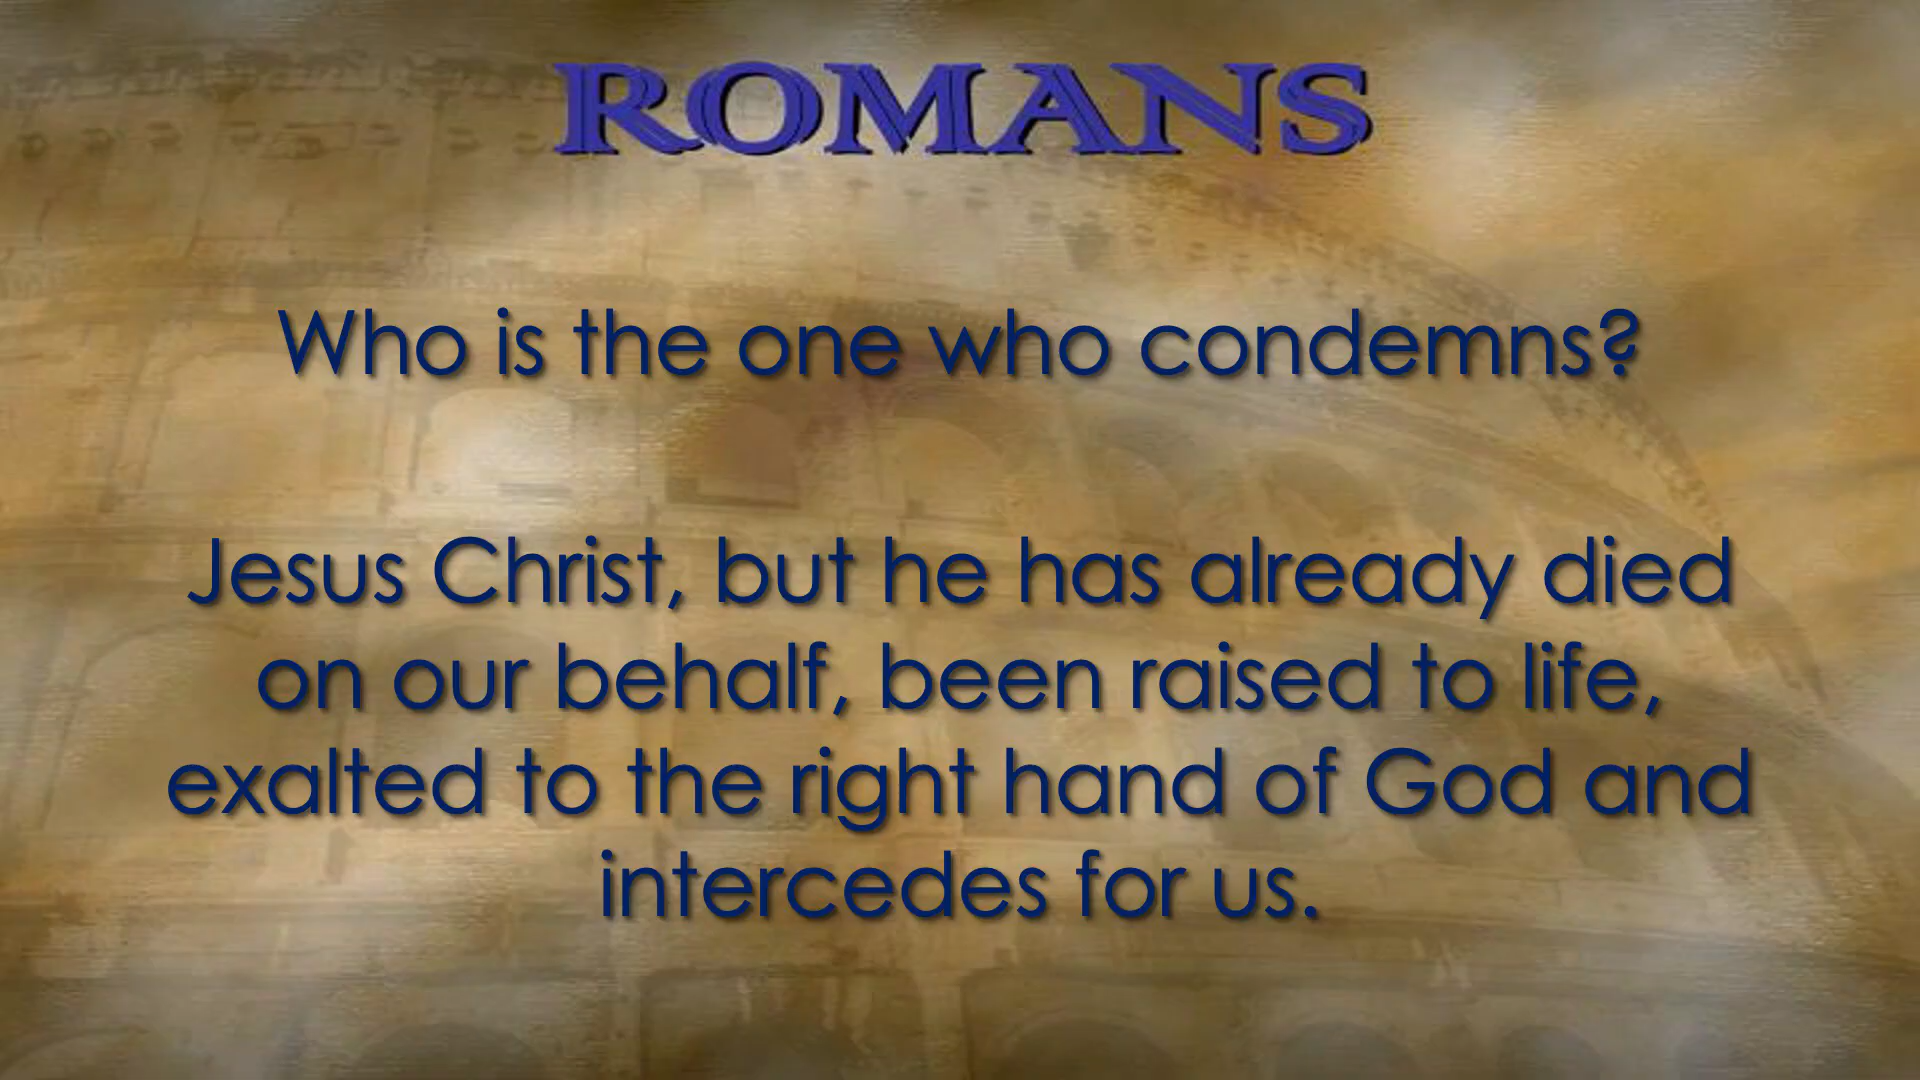 ROMANS
Who is the one who condemns?
Jesus Christ, but he has already died
on our behalf, been raised to life,
exalted to the right hand of God and
intercedes for us.